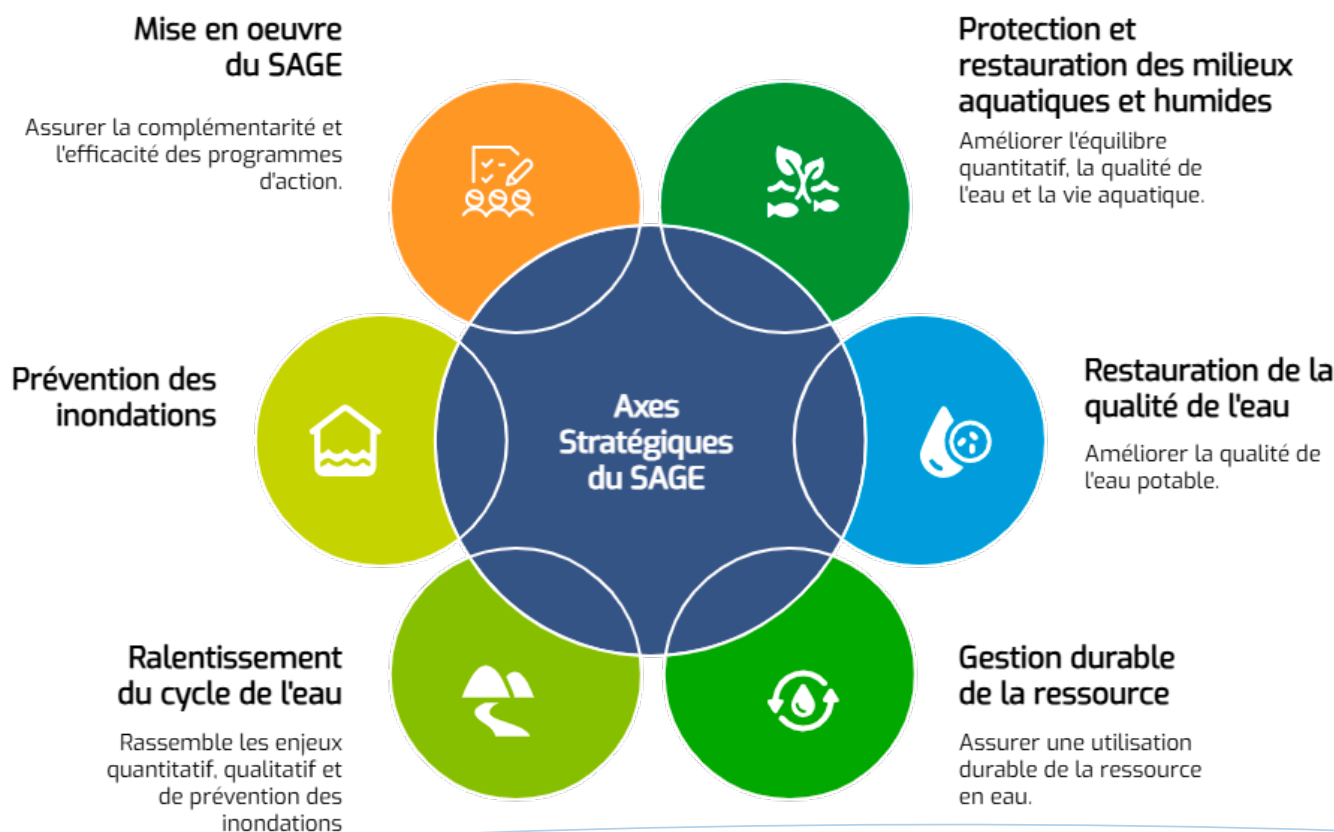 Mise en oeuvre
du SAGE
Assurer la complémentarité et
l'efficacité des programmes
d'action.
Protection et
restauration des milieux
aquatiques et humides
Améliorer l'équilibre
quantitatif, la qualité de
l'eau et la vie aquatique.
Prévention des
inondations
Axes
Stratégiques
du SAGE
Restauration de la
qualité de l'eau
Améliorer la qualité de
l'eau potable.
Ralentissement
du cycle de l'eau
Rassemble les enjeux
quantitatif, qualitatif et
de prévention des
inondations
Gestion durable
de la ressource
Assurer une utilisation
durable de la ressource
en eau.